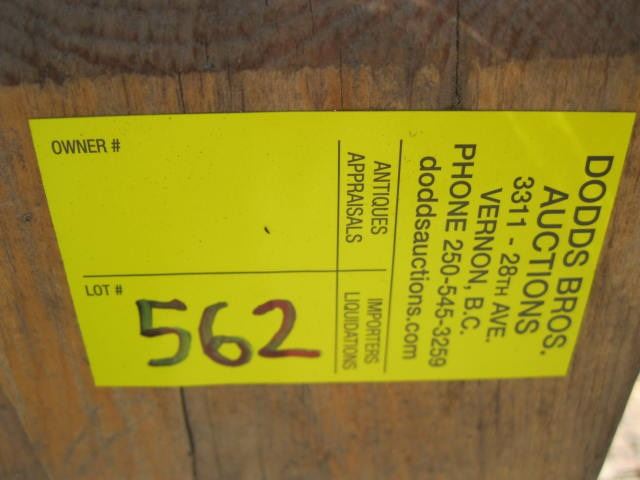 DODDS BROS.
AUCTIONS
3311 - 28TH AVE.
VERNON, B.C.
PHONE 250-545-3259
doddsauctions.com
ANTIQUES
APPRAISALS
IMPORTERS
LIQUIDATIONS
OWNER #
LOT #
562